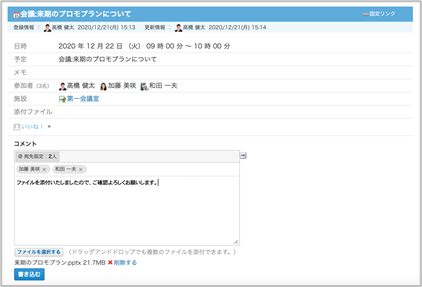 会議:来期のプロモプランについて
固定リンク
登録情報 : 高橋 健太 2020/12/21(月) 15:13 更新情報 : 高橋 健太 2020/12/21(月) 15:14
日時 2020 年 12 月 22 日 (火) 09 時 00 分 ～ 10 時 00 分
予定 会議:来期のプロモプランについて
メモ
参加者 (3名) 高橋 健太 加藤 美咲 和田 一夫
施設 第一会議室
添付ファイル
いいね！
コメント
@ 宛先指定：2人
加藤 美咲 × 和田 一夫 ×
ファイルを添付いたしましたので、ご確認よろしくお願いします。
ファイルを選択する （ドラッグアンドドロップでも複数のファイルを添付できます。）
来期のプロモプラン.pptx 21.7MB ✖ 削除する
書き込む